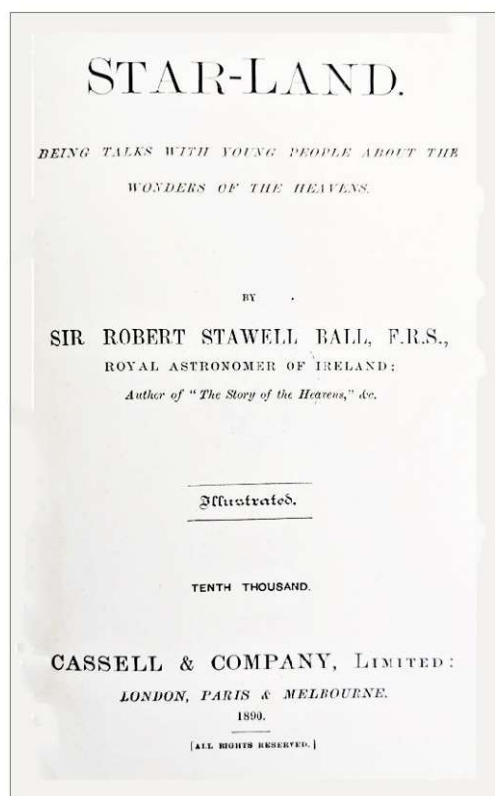 STAR-LAND.
BEING TALKS WITH YOUNG PEOPLE ABOUT THE
WONDERS OF THE HEAVENS.
BY
SIR ROBERT STAWELL BALL, F.R.S.,
ROYAL ASTRONOMER OF IRELAND;
Author of "The Story of the Heavens," &c.
Illustrated.
TENTH THOUSAND.
CASSELL & COMPANY, LIMITED:
LONDON, PARIS & MELBOURNE.
1890.
[ALL RIGHTS RESERVED.]